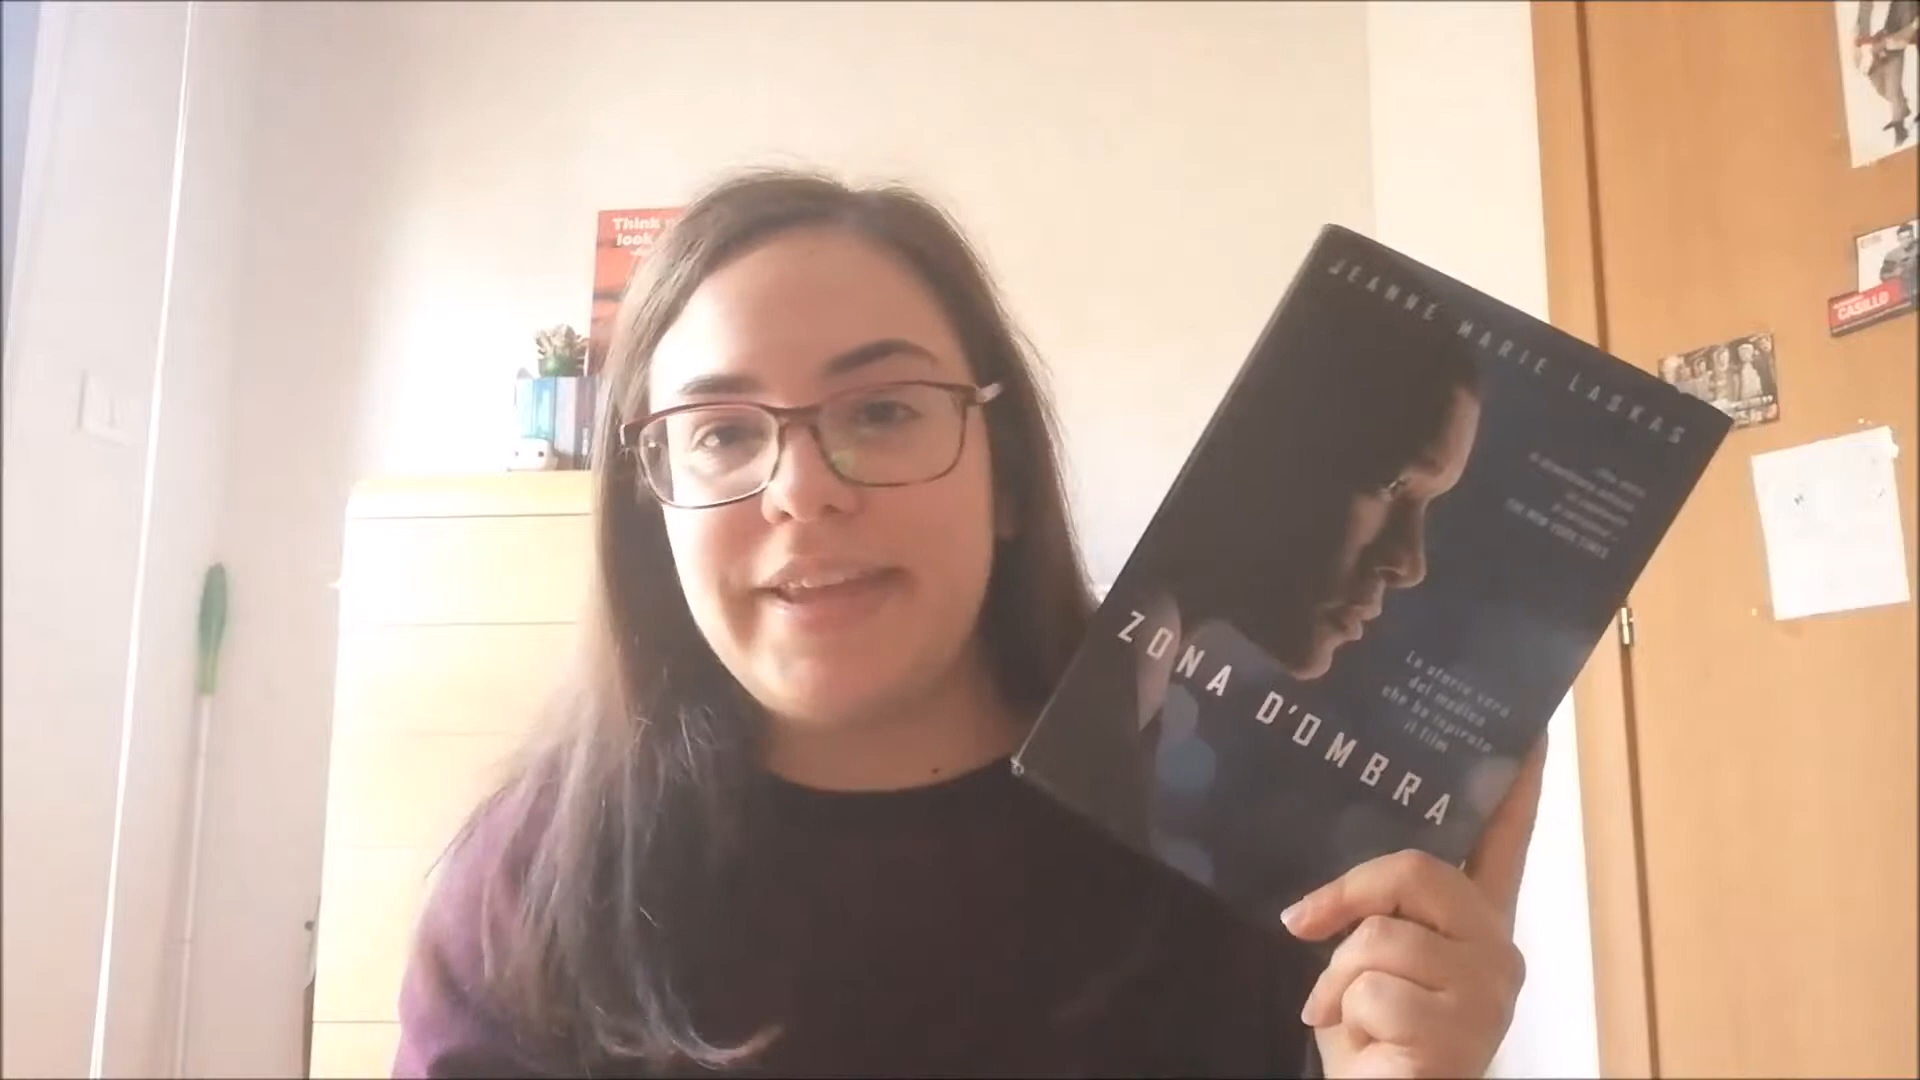 Think
look
JEANNE MARIE LASKAS
THE NEW YORK TIMES
ZONA D'OMBRA
La storia vera
del medico
che ha ispirato
il film
CASILLO